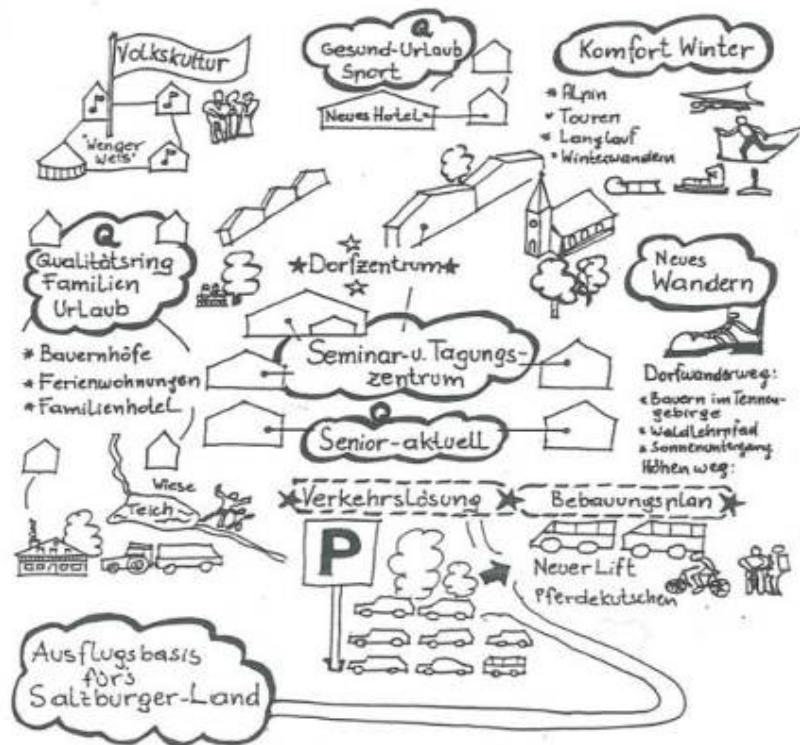 Volkskultur
"Wenger
Weis"
Q
Gesund-Urlaub
Sport
Neues Hotel
Komfort Winter
* Alpin
* Touren
* Langlauf
* Winterwandern
Q
Qualitätsring
Familien
Urlaub
* Bauernhöfe
* Ferienwohnungen
* Familienhotel
Dorfzentrum
Neues
Wandern
Dorfwanderweg:
* Bauern im Tennen-
gebirge
* Waldlehrpfad
* Sonnenuntergang
Höhenweg:
Seminar-u. Tagungs-
zentrum
Q
Senior-aktuell
Wiese
Teich
Verkehrslösung
Bebauungsplan
P
Neuer Lift
Pferdekutschen
Ausflugsbasis
für's
Salzburger-Land